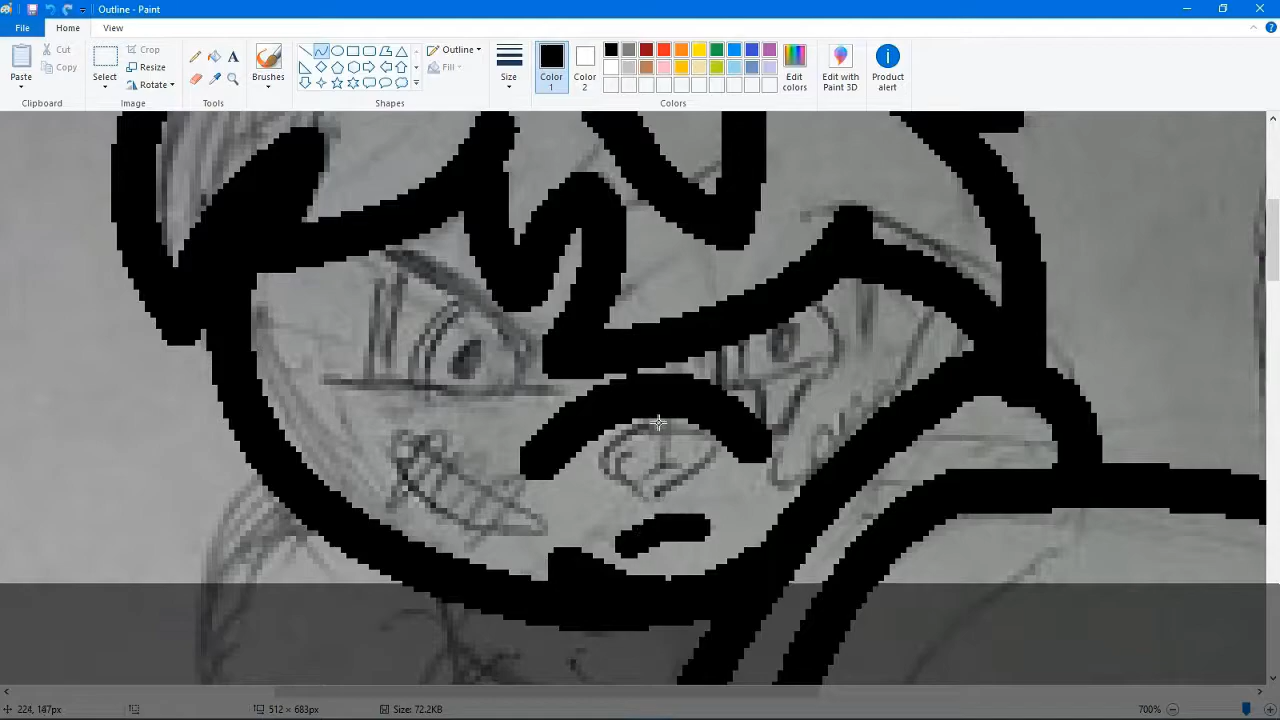 Outline - Paint
File Home View
Paste Cut Copy
Select Crop Resize Rotate
A
Brushes
Outline Fill
Size
Color 1
Color 2
Edit colors
Edit with Paint 3D
Product alert
Clipboard Image Tools Shapes Colors
224, 147px 512 × 683px Size: 72.2KB 700%